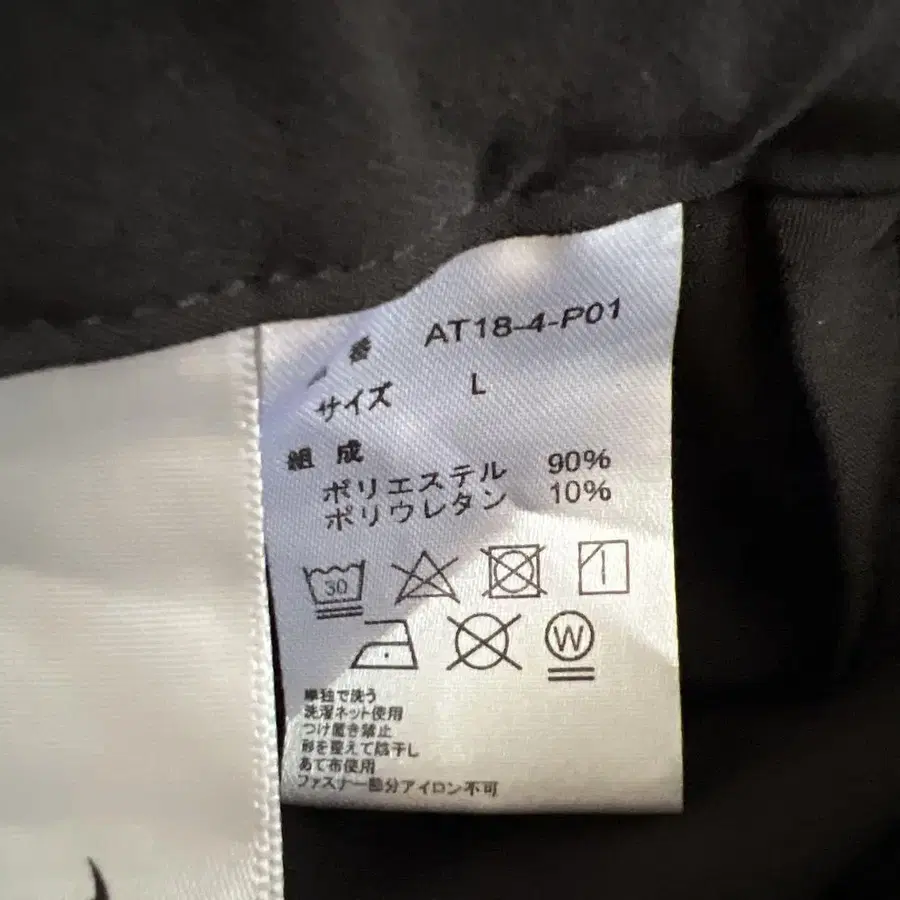 番 AT18-4-P01
サイズ L
組成
ポリエステル 90%
ポリウレタン 10%
30
W
単独で洗う
洗濯ネット使用
つけ置き禁止
形を整えて陰干し
あて布使用
ファスナー部分アイロン不可